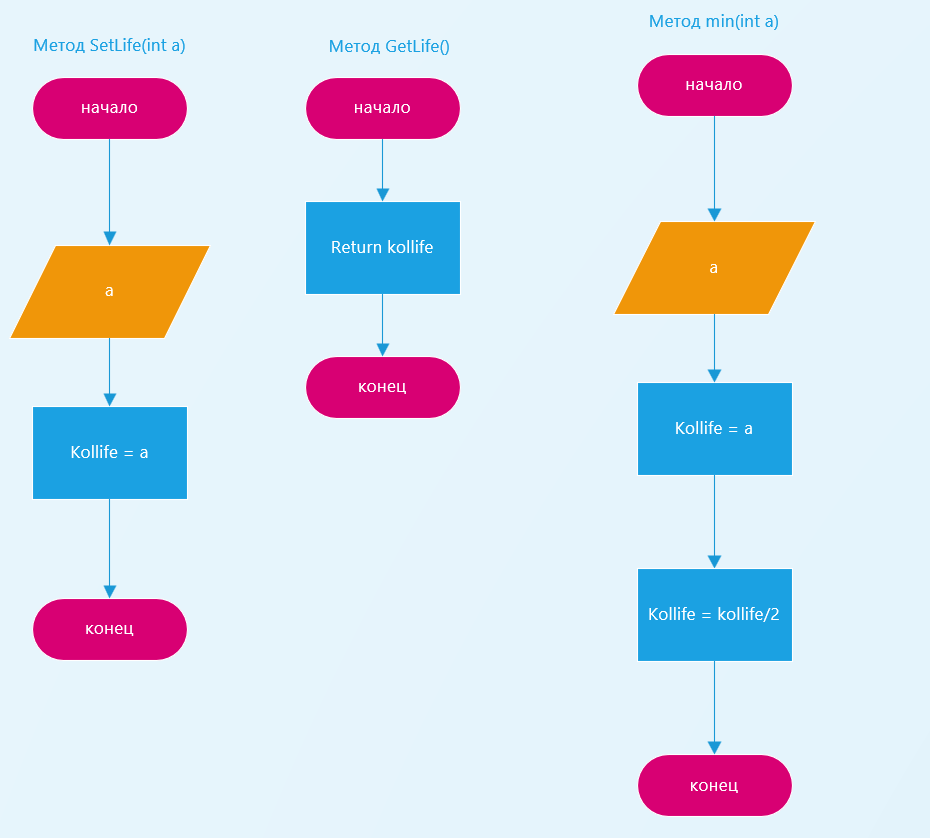 Метод SetLife(int a)
начало
a
Kollife = a
конец
Метод GetLife()
начало
Return kollife
конец
Метод min(int a)
начало
a
Kollife = a
Kollife = kollife/2
конец